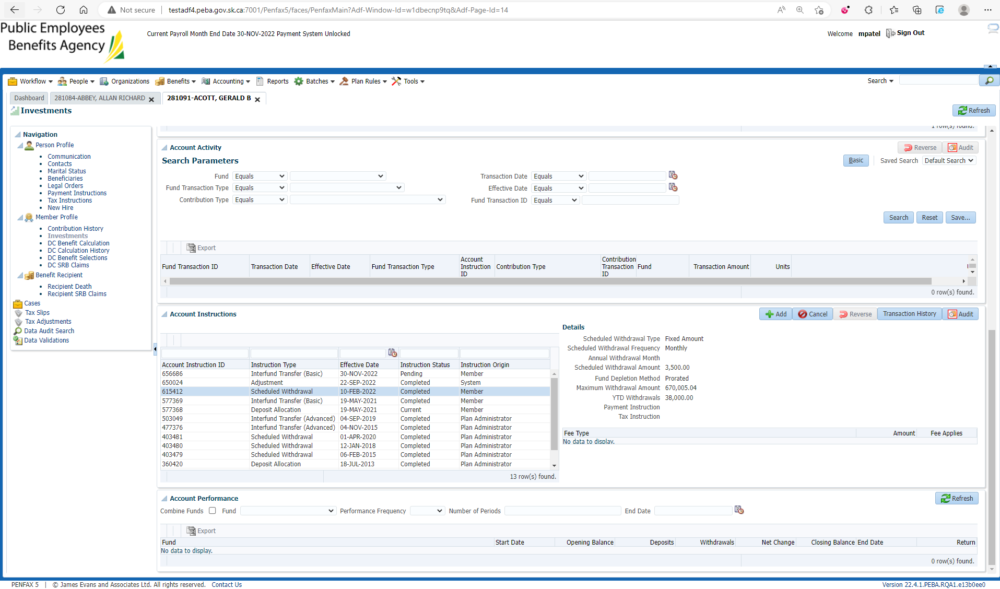 Not secure | testadf4.peba.gov.sk.ca:7001/Penfax5/faces/PenfaxMain?Adf-Window-Id=w1dbecnp9tq&Adf-Page-Id=14
Public Employees
Benefits Agency
Current Payroll Month End Date 30-NOV-2022 Payment System Unlocked
Welcome mpatel Sign Out
Workflow People Organizations Benefits Accounting Reports Batches Plan Rules Tools Search
Dashboard 281084-ABBEY, ALLAN RICHARD 281091-ACOTT, GERALD B
Investments Refresh
Navigation
Person Profile
Communication
Contacts
Marital Status
Beneficiaries
Legal Orders
Payment Instructions
Tax Instructions
New Hire
Member Profile
Contribution History
Investments
DC Benefit Calculation
DC Calculation History
DC Benefit Selections
DC SRB Claims
Benefit Recipient
Recipient Death
Recipient SRB Claims
Cases
Tax Slips
Tax Adjustments
Data Audit Search
Data Validations
1 row(s) found.
Account Activity Reverse Audit
Search Parameters Basic Saved Search Default Search
Fund Equals Transaction Date Equals
Fund Transaction Type Equals Effective Date Equals
Contribution Type Equals Fund Transaction ID Equals
Search Reset Save...
Export
Fund Transaction ID Transaction Date Effective Date Fund Transaction Type Account Instruction ID Contribution Type Contribution Transaction ID Fund Transaction Amount Units
0 row(s) found.
Account Instructions Add Cancel Reverse Transaction History Audit
Account Instruction ID Instruction Type Effective Date Instruction Status Instruction Origin
656686 Interfund Transfer (Basic) 30-NOV-2022 Pending Member
650024 Adjustment 22-SEP-2022 Completed System
615412 Scheduled Withdrawal 10-FEB-2022 Completed Member
577369 Interfund Transfer (Basic) 19-MAY-2021 Completed Member
577368 Deposit Allocation 19-MAY-2021 Current Member
503049 Interfund Transfer (Advanced) 04-SEP-2019 Completed Plan Administrator
477376 Interfund Transfer (Advanced) 04-NOV-2015 Completed Plan Administrator
403481 Scheduled Withdrawal 01-APR-2020 Completed Plan Administrator
403480 Scheduled Withdrawal 12-JAN-2018 Completed Plan Administrator
403479 Scheduled Withdrawal 06-FEB-2015 Completed Plan Administrator
360420 Deposit Allocation 18-JUL-2013 Completed Plan Administrator
13 row(s) found.
Details
Scheduled Withdrawal Type Fixed Amount
Scheduled Withdrawal Frequency Monthly
Annual Withdrawal Month
Scheduled Withdrawal Amount 3,500.00
Fund Depletion Method Prorated
Maximum Withdrawal Amount 670,005.04
YTD Withdrawals 38,000.00
Payment Instruction
Tax Instruction
Fee Type Amount Fee Applies
No data to display.
Account Performance Refresh
Combine Funds Fund Performance Frequency Number of Periods End Date
Export
Fund Start Date Opening Balance Deposits Withdrawals Net Change Closing Balance End Date Return
No data to display.
0 row(s) found.
PENFAX 5 | © James Evans and Associates Ltd. All rights reserved. Contact Us Version 22.4.1.PEBA.RQA1.e13b0ee0